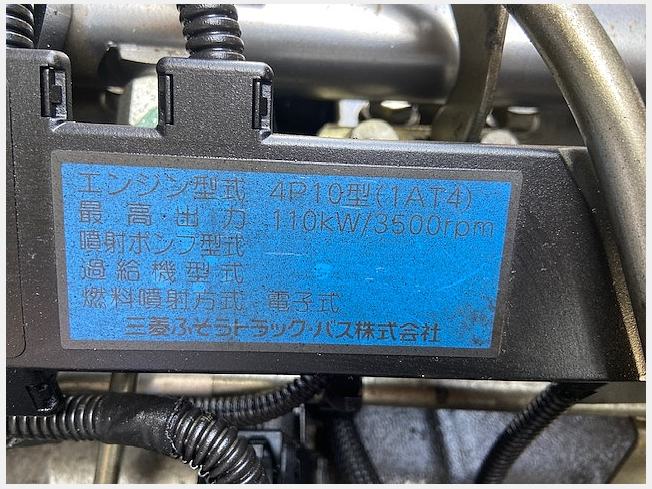 エンジン型式 4P10型(1AT4)
最高出力 110kW/3500rpm
噴射ポンプ型式
過給機型式
燃料噴射方式 電子式
三菱ふそうトラック・バス株式会社